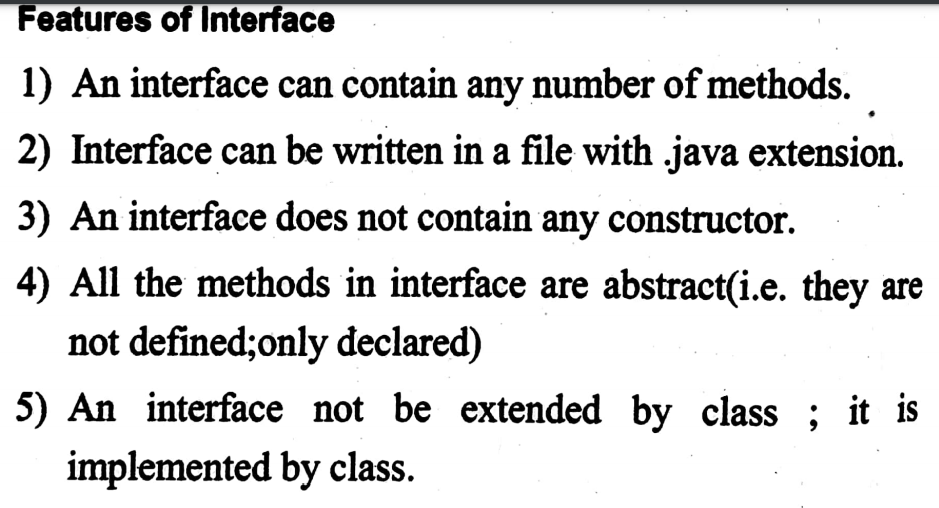 Features of Interface
1) An interface can contain any number of methods.
2) Interface can be written in a file with .java extension.
3) An interface does not contain any constructor.
4) All the methods in interface are abstract(i.e. they are
not defined;only declared)
5) An interface not be extended by class ; it is
implemented by class.